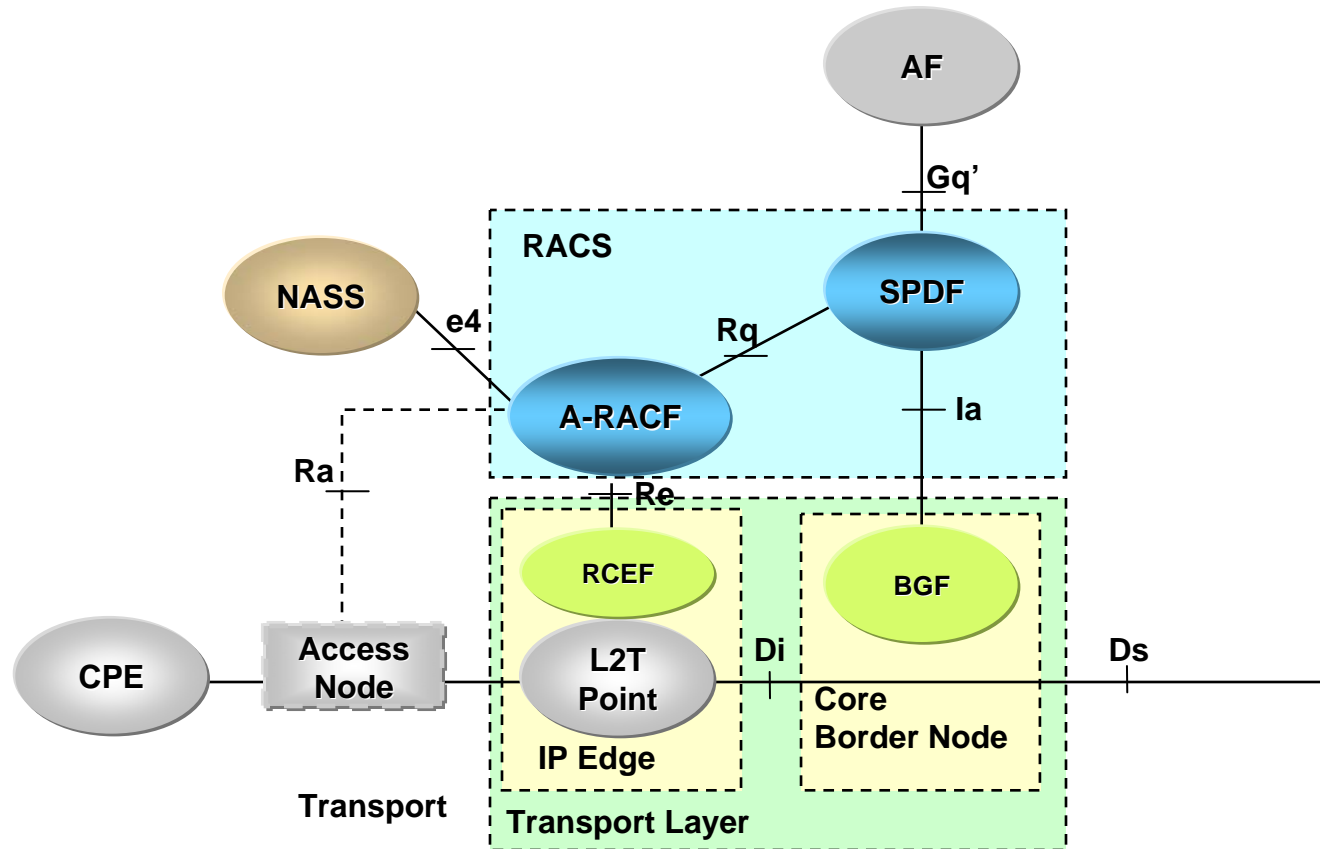 AF
Gq’
RACS
NASS
SPDF
e4
Rq
A-RACF
Ia
Ra
Re
RCEF
BGF
CPE
Access
Node
L2T
Point
Di
Ds
Core
Border Node
IP Edge
Transport
Transport Layer